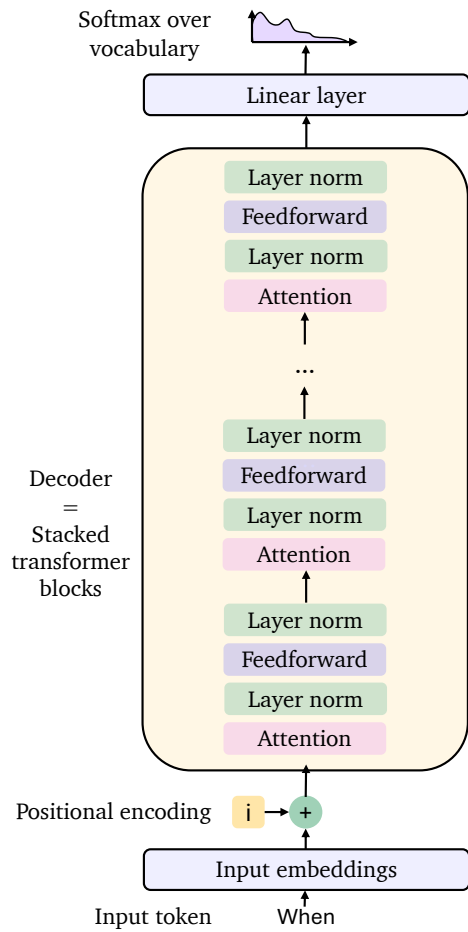 Softmax over
vocabulary
Linear layer
Layer norm
Feedforward
Layer norm
Attention
...
Layer norm
Feedforward
Layer norm
Attention
Decoder
=
Stacked
transformer
blocks
Layer norm
Feedforward
Layer norm
Attention
Positional encoding i +
Input embeddings
Input token When